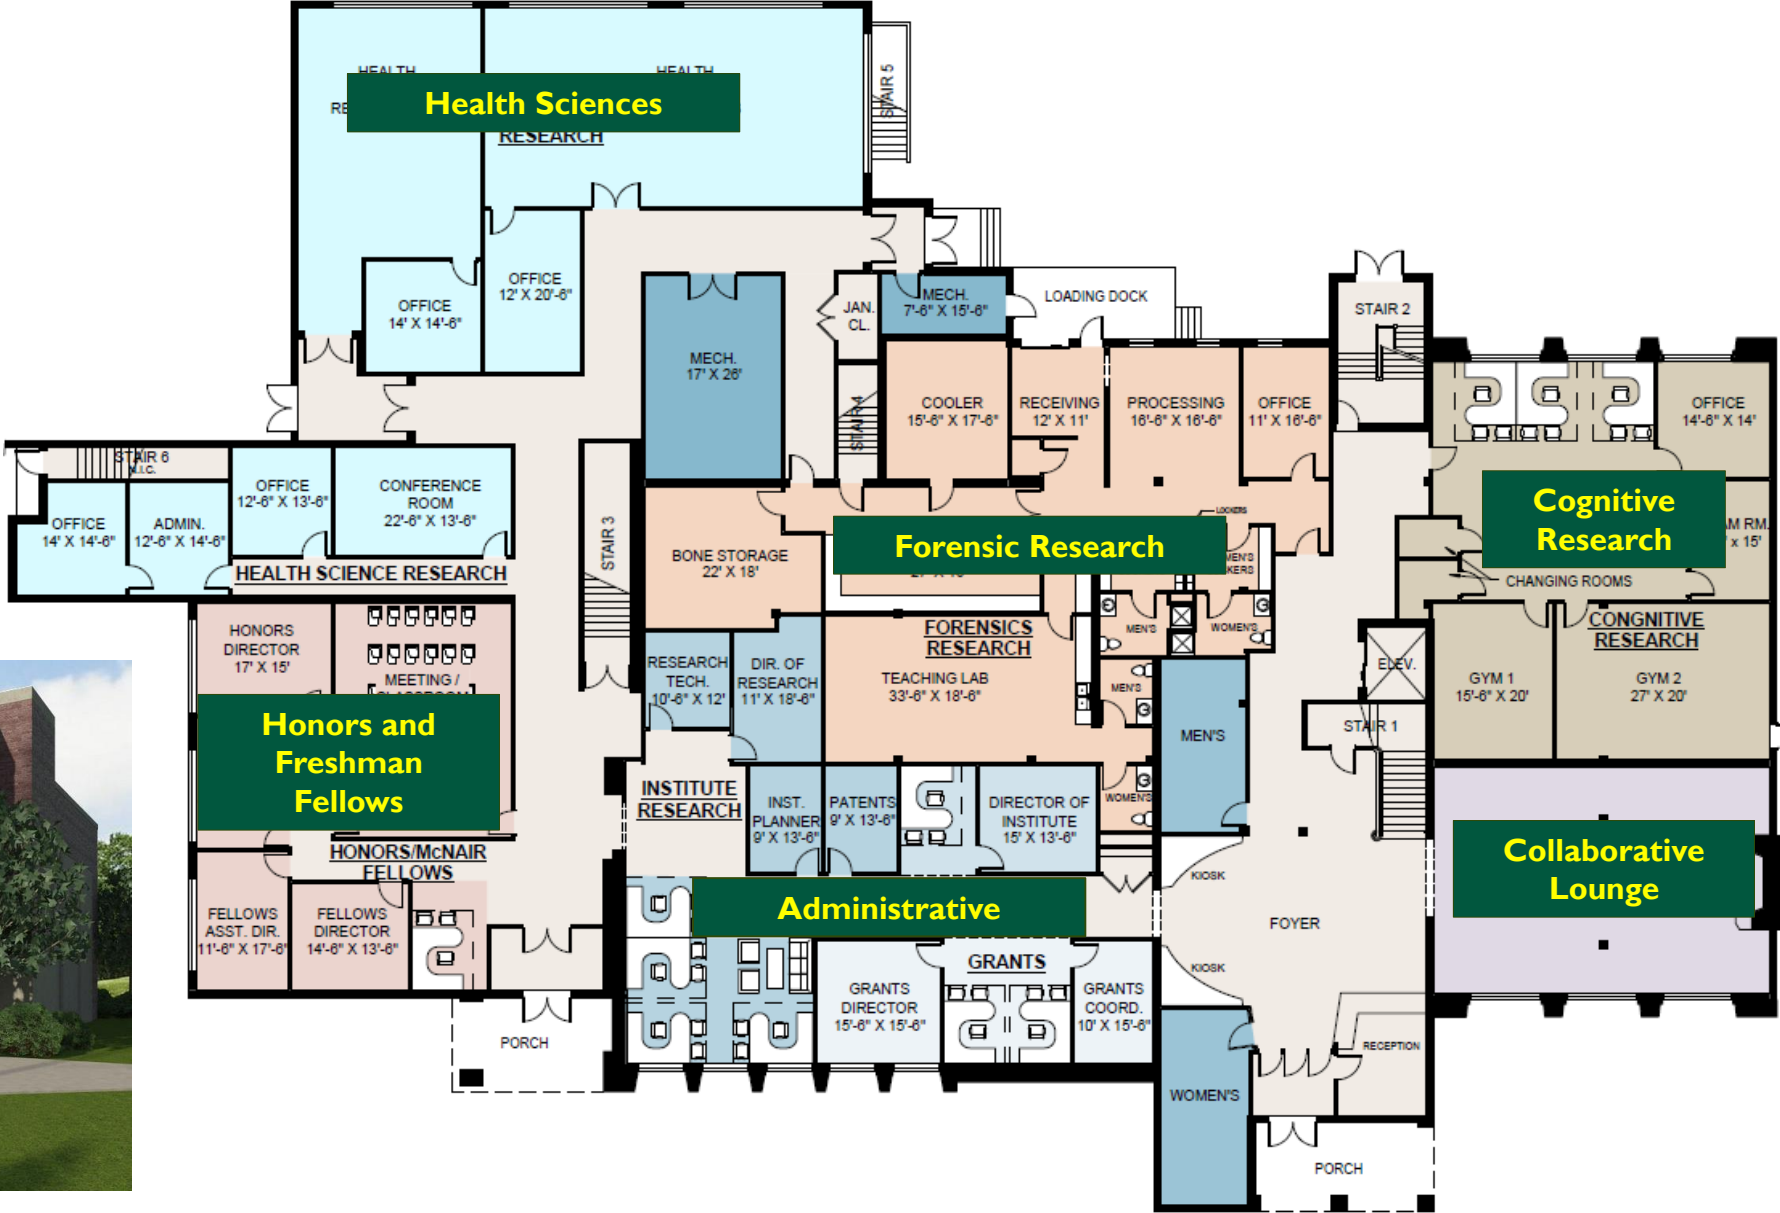 HEALTH
HEALTH
Health Sciences
RESEARCH
STAIR 5
OFFICE
12' X 20'-6"
OFFICE
14' X 14'-6"
MECH.
17' X 26'
JAN.
CL.
MECH.
7'-6" X 15'-6"
LOADING DOCK
STAIR 2
STAIR 4
COOLER
15'-6" X 17'-6"
RECEIVING
12' X 11'
PROCESSING
16'-6" X 16'-6"
OFFICE
11' X 16'-6"
OFFICE
14'-6" X 14'
STAIR 6
N.I.C.
OFFICE
14' X 14'-6"
ADMIN.
12'-6" X 14'-6"
OFFICE
12'-6" X 13'-6"
CONFERENCE
ROOM
22'-6" X 13'-6"
HEALTH SCIENCE RESEARCH
STAIR 3
BONE STORAGE
22' X 18'
Forensic Research
LOCKERS
Cognitive
Research
CHANGING ROOMS
CONGNITIVE
RESEARCH
GYM 1
15'-6" X 20'
GYM 2
27' X 20'
MEN'S
WOMEN'S
FORENSICS
RESEARCH
TEACHING LAB
33'-6" X 18'-6"
MEN'S
WOMEN'S
MEN'S
ELEV.
STAIR 1
HONORS
DIRECTOR
17' X 15'
MEETING /
Honors and
Freshman
Fellows
HONORS/McNAIR
FELLOWS
FELLOWS
ASST. DIR.
11'-6" X 17'-6"
FELLOWS
DIRECTOR
14'-6" X 13'-6"
PORCH
RESEARCH
TECH.
10'-6" X 12'
DIR. OF
RESEARCH
11' X 18'-6"
INSTITUTE
RESEARCH
INST.
PLANNER
9' X 13'-6"
PATENTS
9' X 13'-6"
DIRECTOR OF
INSTITUTE
15' X 13'-6"
Administrative
GRANTS
GRANTS
DIRECTOR
15'-6" X 15'-6"
GRANTS
COORD.
10' X 15'-6"
KIOSK
FOYER
KIOSK
Collaborative
Lounge
RECEPTION
WOMEN'S
PORCH